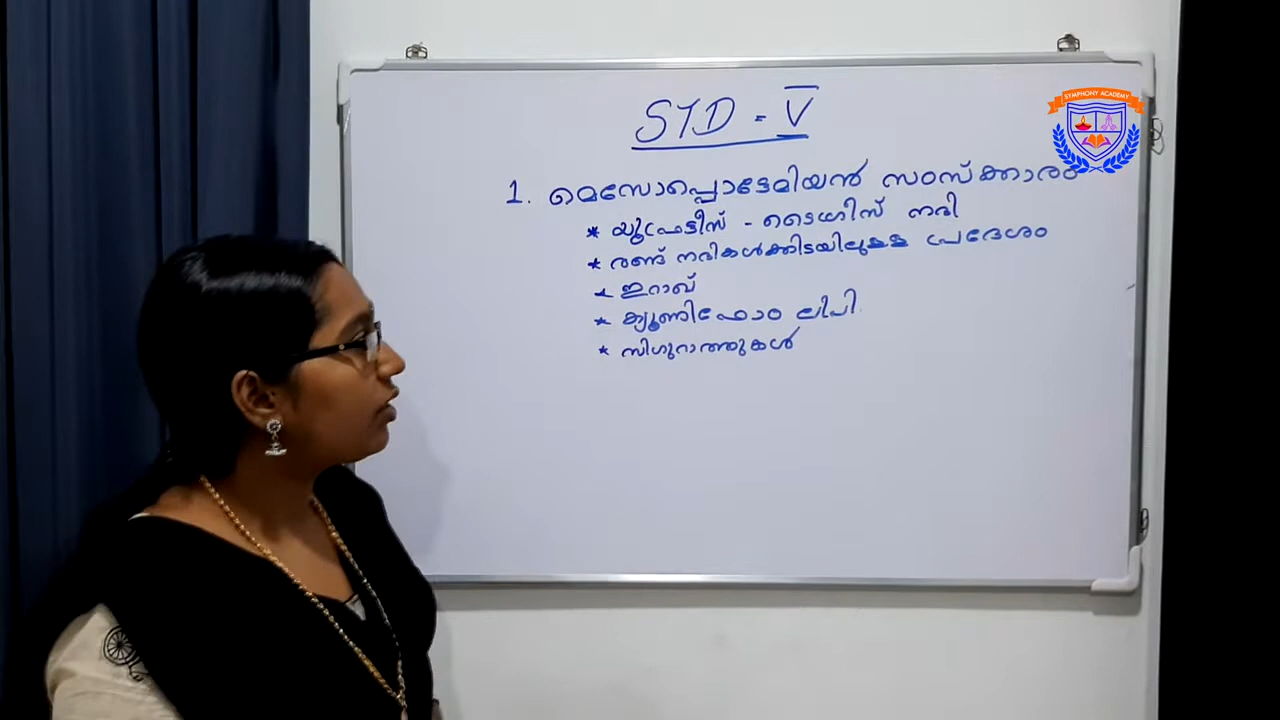 SYMPHONY ACADEMY
STD - V
1. മെസോപ്പൊട്ടേമിയൻ സംസ്ക്കാരം
* യൂഫ്രട്ടീസ് - ടൈഗ്രീസ് നദി
* രണ്ട് നദികൾക്കിടയിലുള്ള പ്രദേശം
* ഇറാഖ്
* ക്യൂണിഫോം ലിപി
* സിഗുറാത്തുകൾ